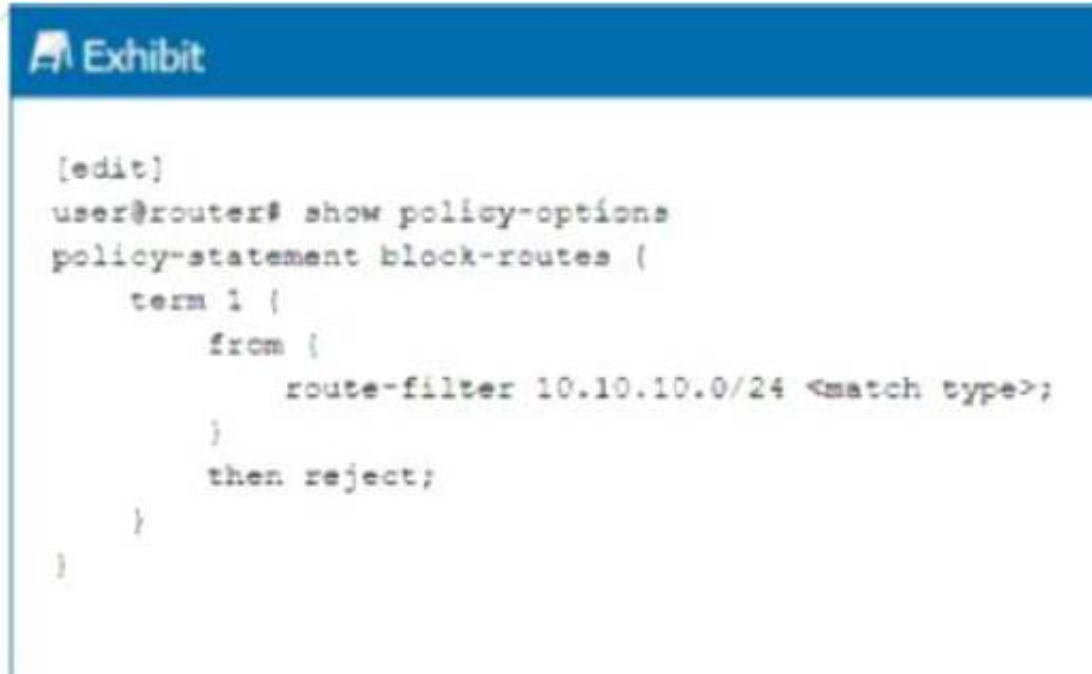 Exhibit
[edit]
user@router# show policy-options
policy-statement block-routes {
term 1 {
from {
route-filter 10.10.10.0/24 <match type>;
}
then reject;
}
}